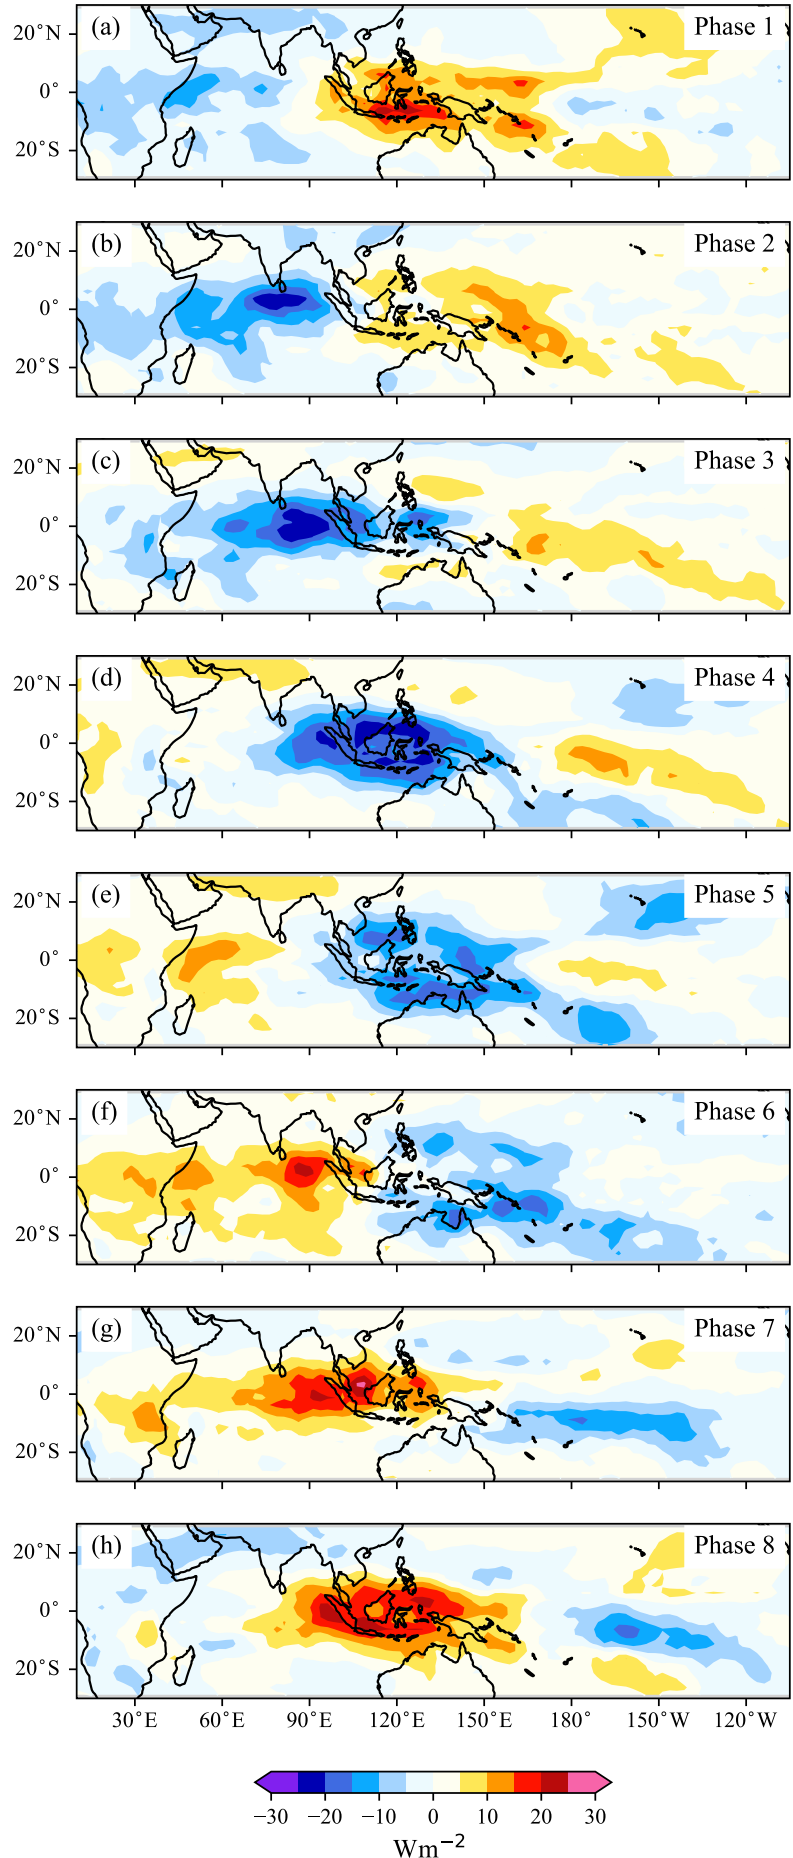 (a) Phase 1
20°N
0°
20°S
(b) Phase 2
20°N
0°
20°S
(c) Phase 3
20°N
0°
20°S
(d) Phase 4
20°N
0°
20°S
(e) Phase 5
20°N
0°
20°S
(f) Phase 6
20°N
0°
20°S
(g) Phase 7
20°N
0°
20°S
(h) Phase 8
20°N
0°
20°S
30°E 60°E 90°E 120°E 150°E 180° 150°W 120°W
−30 −20 −10 0 10 20 30
Wm⁻²